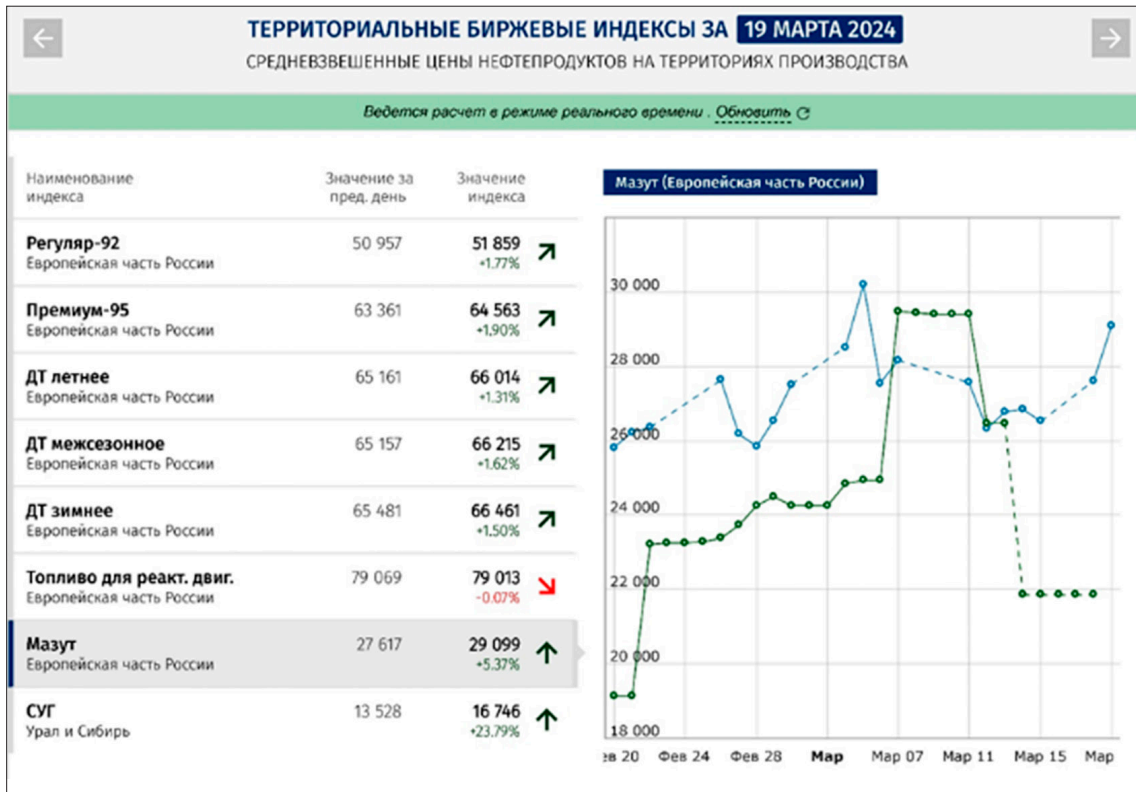 ТЕРРИТОРИАЛЬНЫЕ БИРЖЕВЫЕ ИНДЕКСЫ ЗА 19 МАРТА 2024
СРЕДНЕВЗВЕШЕННЫЕ ЦЕНЫ НЕФТЕПРОДУКТОВ НА ТЕРРИТОРИЯХ ПРОИЗВОДСТВА
Ведется расчет в режиме реального времени . Обновить
Наименование индекса
Значение за пред. день
Значение индекса
Регуляр-92 50 957 51 859
Европейская часть России +1.77%
Премиум-95 63 361 64 563
Европейская часть России +1.90%
ДТ летнее 65 161 66 014
Европейская часть России +1.31%
ДТ межсезонное 65 157 66 215
Европейская часть России +1.62%
ДТ зимнее 65 481 66 461
Европейская часть России +1.50%
Топливо для реакт. двиг. 79 069 79 013
Европейская часть России -0.07%
Мазут 27 617 29 099
Европейская часть России +5.37%
СУГ 13 528 16 746
Урал и Сибирь +23.79%
Мазут (Европейская часть России)
30 000
28 000
26 000
24 000
22 000
20 000
18 000
ев 20 Фев 24 Фев 28 Мар Мар 07 Мар 11 Мар 15 Мар